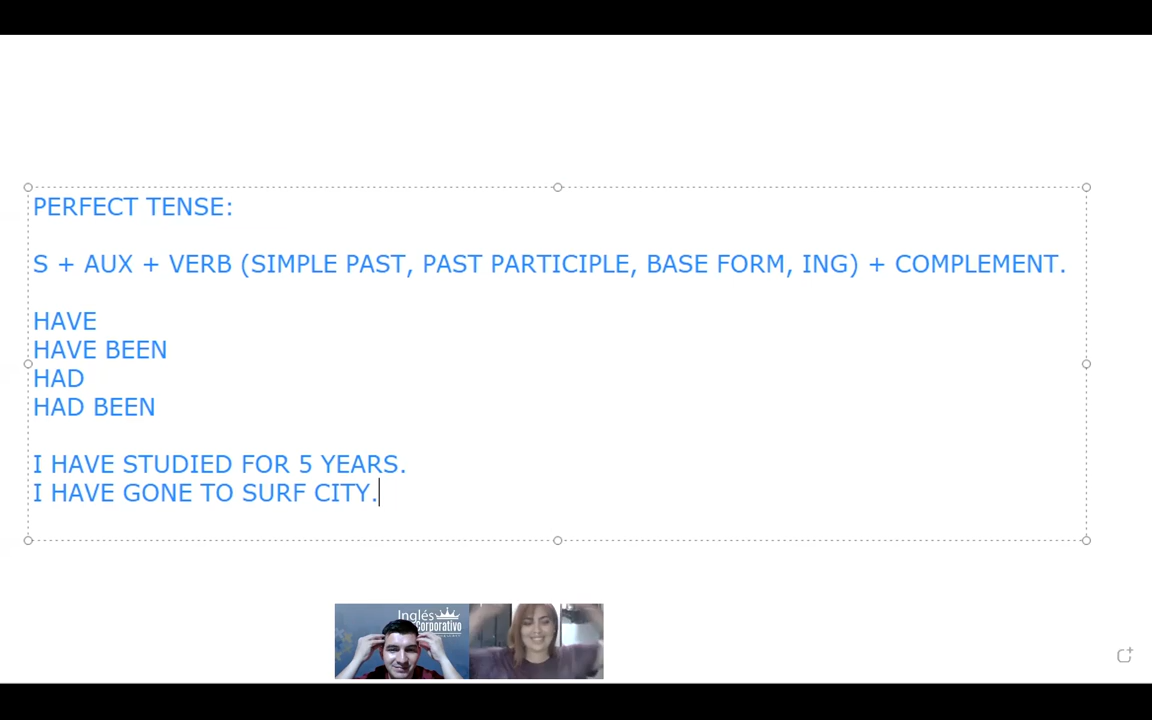 PERFECT TENSE:
S + AUX + VERB (SIMPLE PAST, PAST PARTICIPLE, BASE FORM, ING) + COMPLEMENT.
HAVE
HAVE BEEN
HAD
HAD BEEN
I HAVE STUDIED FOR 5 YEARS.
I HAVE GONE TO SURF CITY.
Inglés
Corporativo